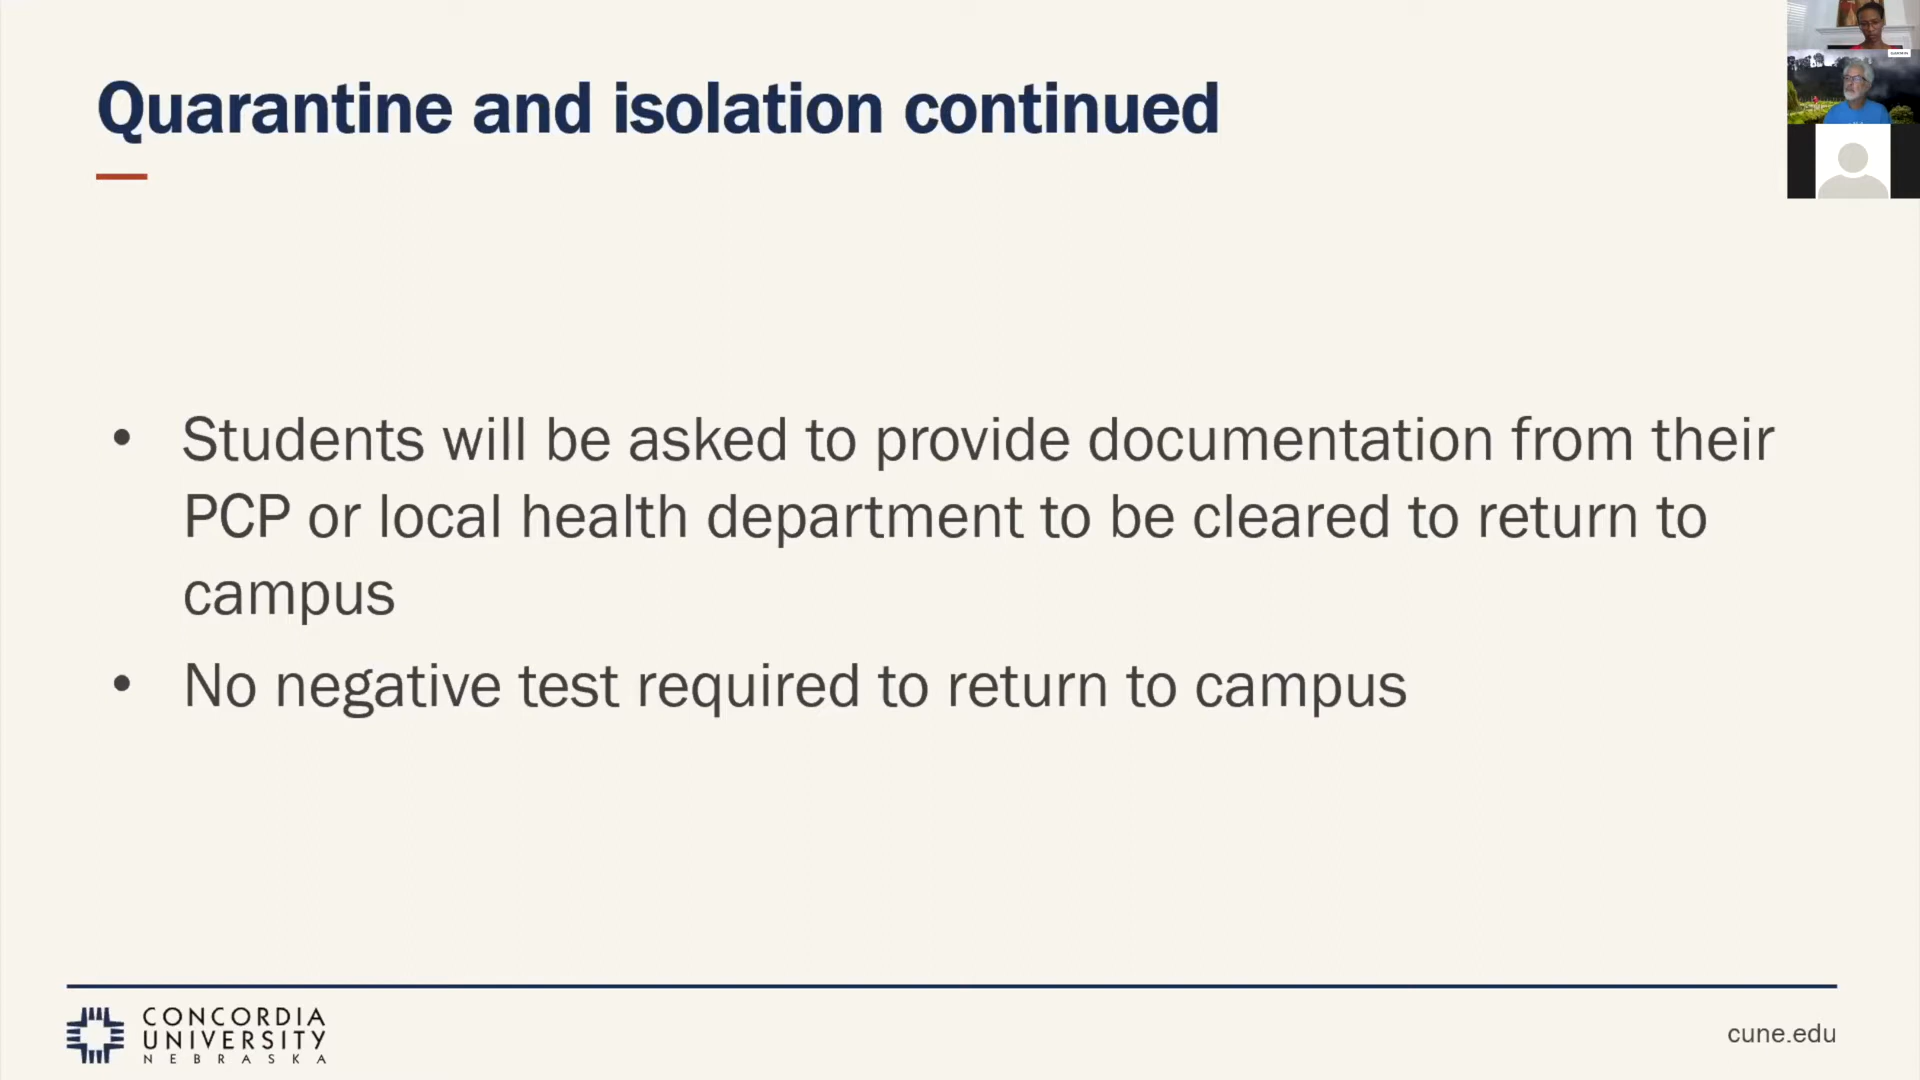 Quarantine and isolation continued
• Students will be asked to provide documentation from their
PCP or local health department to be cleared to return to
campus
• No negative test required to return to campus
CONCORDIA
UNIVERSITY
NEBRASKA
cune.edu